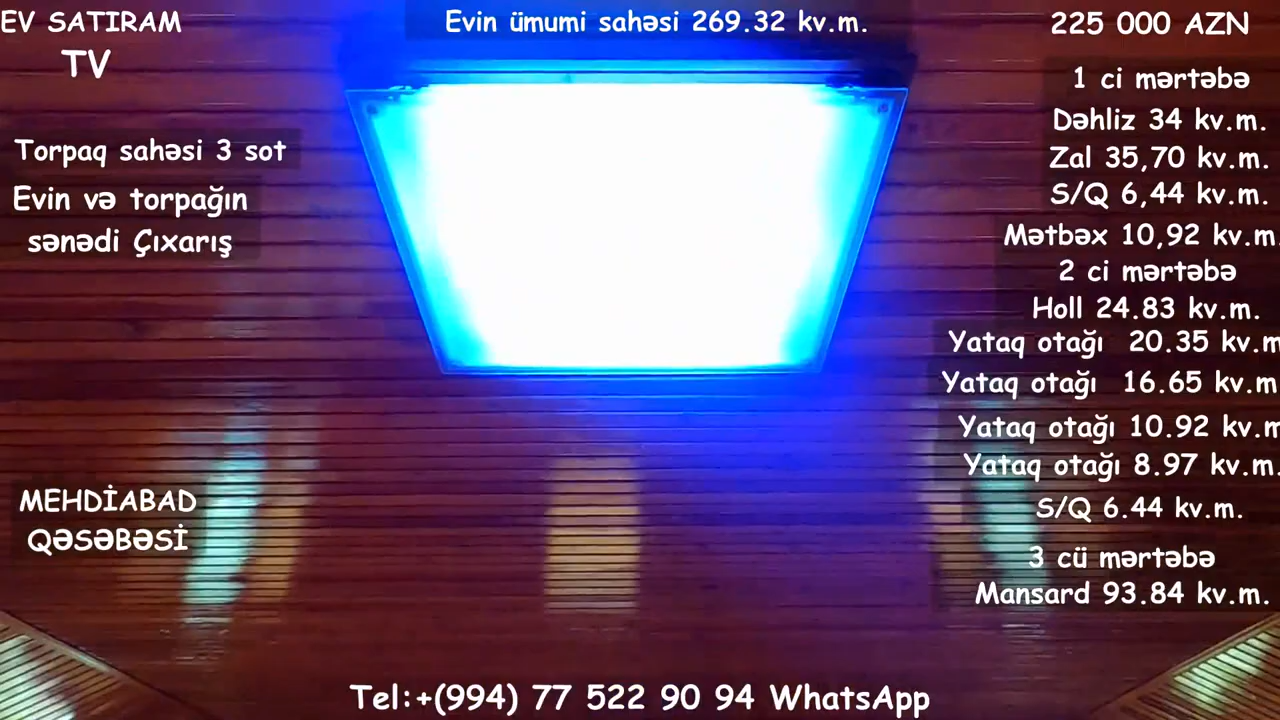 EV SATIRAM
TV
Evin ümumi sahəsi 269.32 kv.m.
225 000 AZN
Torpaq sahəsi 3 sot
Evin və torpağın
sənədi Çıxarış
MEHDİABAD
QƏSƏBƏSİ
1 ci mərtəbə
Dəhliz 34 kv.m.
Zal 35,70 kv.m.
S/Q 6,44 kv.m.
Mətbəx 10,92 kv.m.
2 ci mərtəbə
Holl 24.83 kv.m.
Yataq otağı 20.35 kv.m
Yataq otağı 16.65 kv.m
Yataq otağı 10.92 kv.m
Yataq otağı 8.97 kv.m.
S/Q 6.44 kv.m.
3 cü mərtəbə
Mansard 93.84 kv.m.
Tel:+(994) 77 522 90 94 WhatsApp